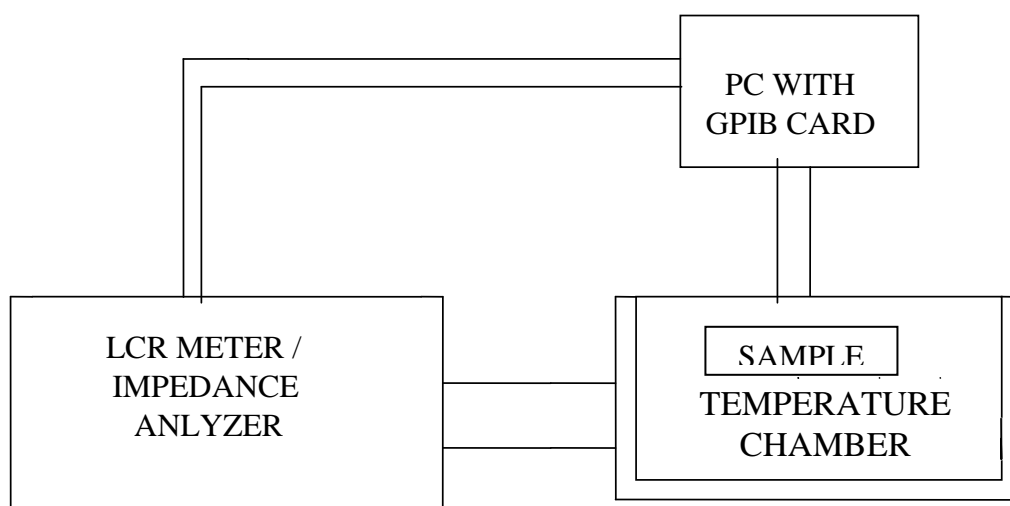 PC WITH
GPIB CARD
LCR METER /
IMPEDANCE
ANLYZER
SAMPLE
TEMPERATURE
CHAMBER